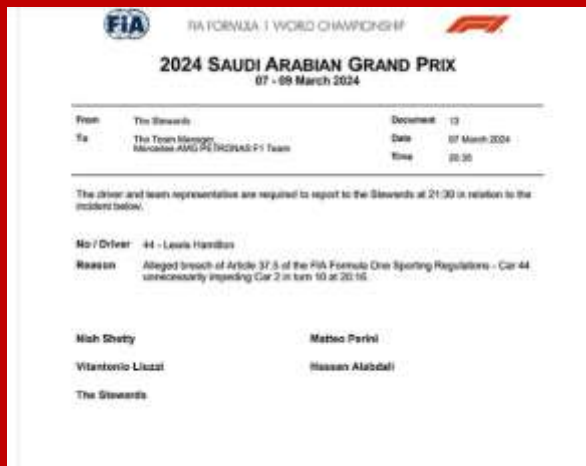 FiA
FIA FORMULA 1 WORLD CHAMPIONSHIP
2024 SAUDI ARABIAN GRAND PRIX
07 - 09 March 2024
From The Stewards Document 13
To The Team Manager, Date 07 March 2024
Mercedes-AMG PETRONAS F1 Team
Time 20:35
The driver and team representative are required to report to the Stewards at 21:30 in relation to the
incident below.
No / Driver 44 - Lewis Hamilton
Reason Alleged breach of Article 37.5 of the FIA Formula One Sporting Regulations - Car 44
unnecessarily impeding Car 2 in turn 10 at 20:16.
Nish Shetty Matteo Perini
Vitantonio Liuzzi Hassan Alabdali
The Stewards